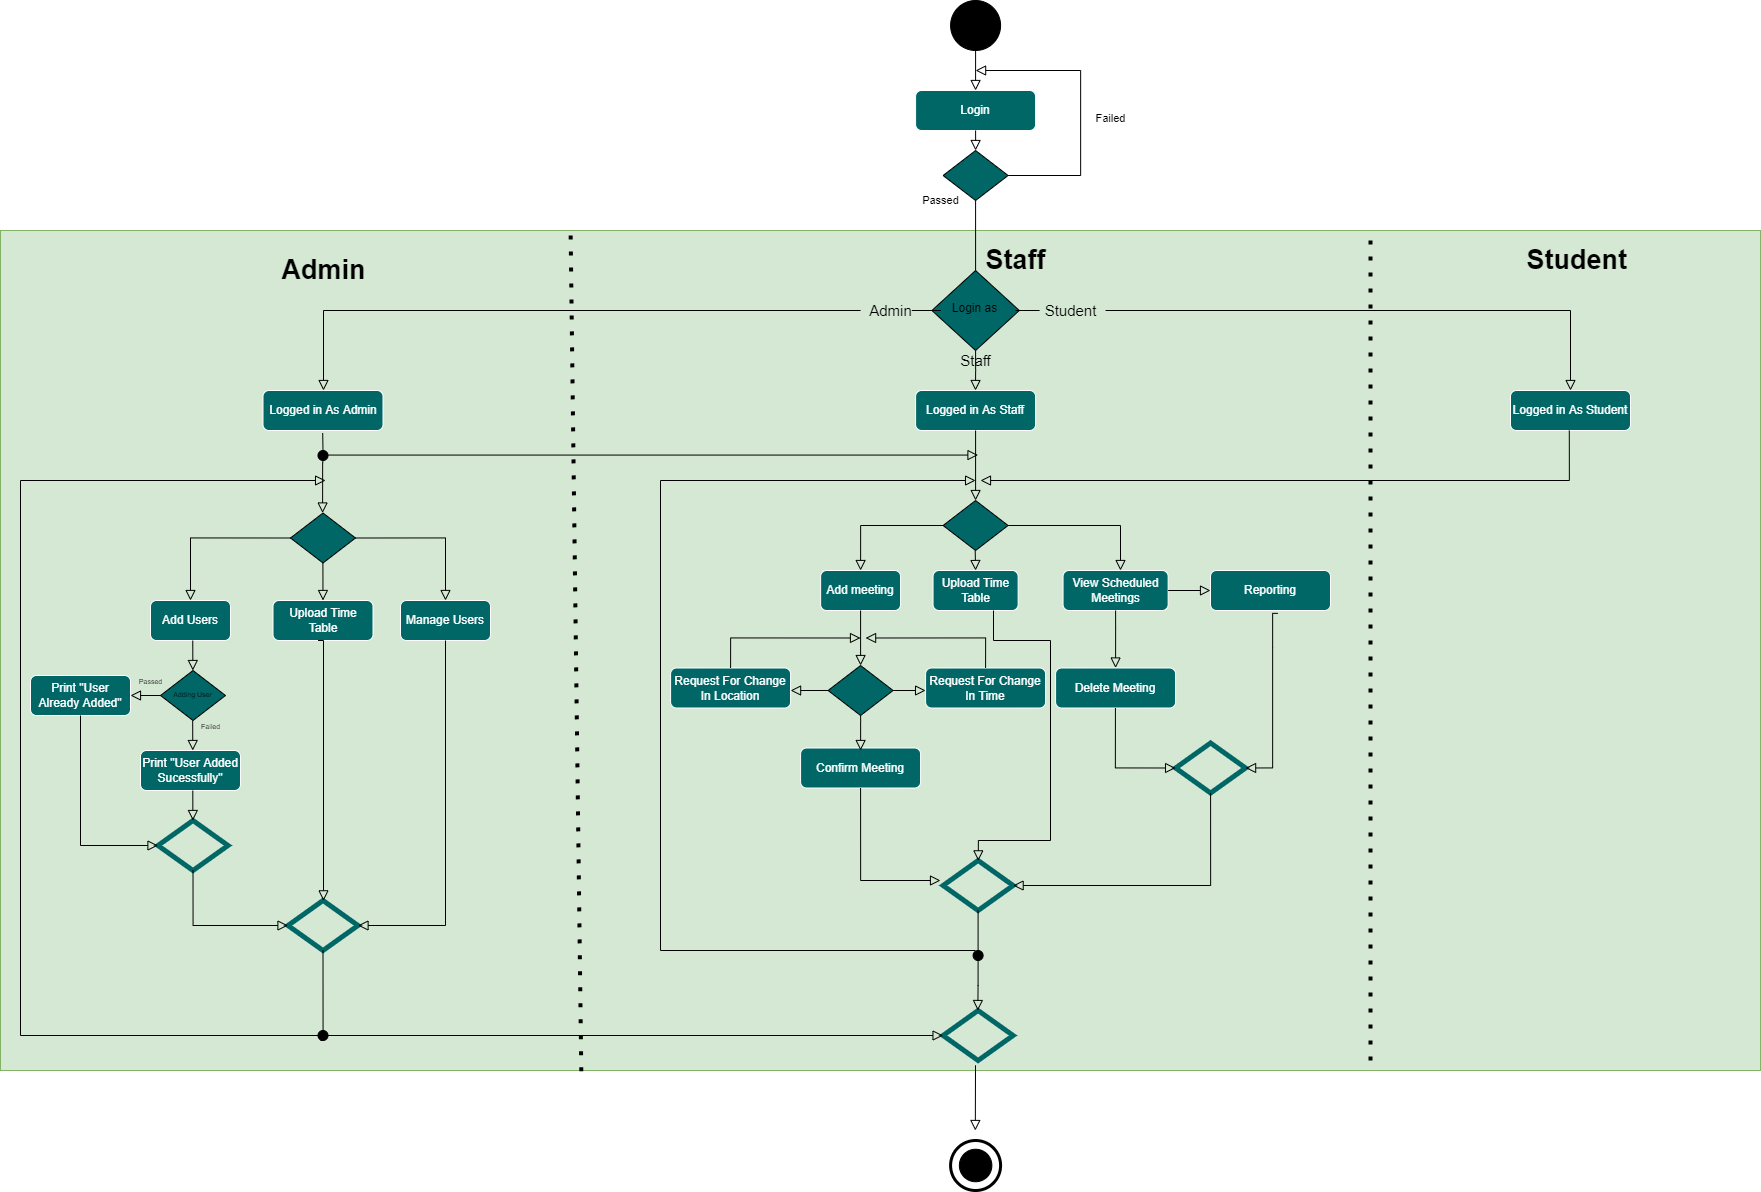 Login
Failed
Passed
Admin
Staff
Student
Login as
Admin
Student
Staff
Logged in As Admin
Logged in As Staff
Logged in As Student
Add Users
Upload Time
Table
Manage Users
Add meeting
Upload Time
Table
View Scheduled
Meetings
Reporting
Passed
Print "User
Already Added"
Adding User
Failed
Print "User Added
Sucessfully"
Request For Change
In Location
Request For Change
In Time
Delete Meeting
Confirm Meeting